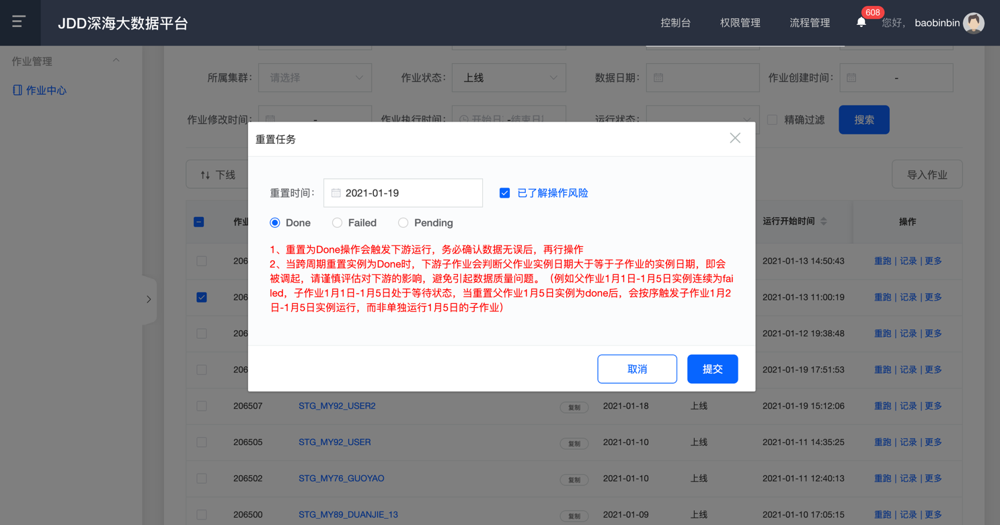 JDD深海大数据平台
控制台
权限管理
流程管理
608
您好，
baobinbin
作业管理
作业中心
所属集群:
请选择
作业状态:
上线
数据日期:
作业创建时间:
-
作业修改时间:
-
作业执行时间:
开始日
-结束日
运行状态:
精确过滤
搜索
下线
导入作业
重置任务
重置时间:
2021-01-19
已了解操作风险
Done
Failed
Pending
1、重置为Done操作会触发下游运行，务必确认数据无误后，再行操作
2、当跨周期重置实例为Done时，下游子作业会判断父作业实例日期大于等于子作业的实例日期，即会
被调起，请谨慎评估对下游的影响，避免引起数据质量问题。（例如父作业1月1日-1月5日实例连续为fai
led，子作业1月1日-1月5日处于等待状态，当重置父作业1月5日实例为done后，会按序触发子作业1月2
日-1月5日实例运行，而非单独运行1月5日的子作业）
取消
提交
作业
运行开始时间
操作
206
2021-01-13 14:50:43
重跑 | 记录 | 更多
206
2021-01-13 11:00:19
重跑 | 记录 | 更多
206
2021-01-12 19:38:48
重跑 | 记录 | 更多
206
2021-01-19 17:51:53
重跑 | 记录 | 更多
206507 STG_MY92_USER2 复制 2021-01-18 上线 2021-01-19 15:12:06 重跑 | 记录 | 更多
206505 STG_MY92_USER 复制 2021-01-10 上线 2021-01-11 14:35:25 重跑 | 记录 | 更多
206502 STG_MY76_GUOYAO 复制 2021-01-10 上线 2021-01-11 12:40:13 重跑 | 记录 | 更多
206500 STG_MY89_DUANJIE_13 复制 2021-01-09 上线 2021-01-10 17:05:15 重跑 | 记录 | 更多